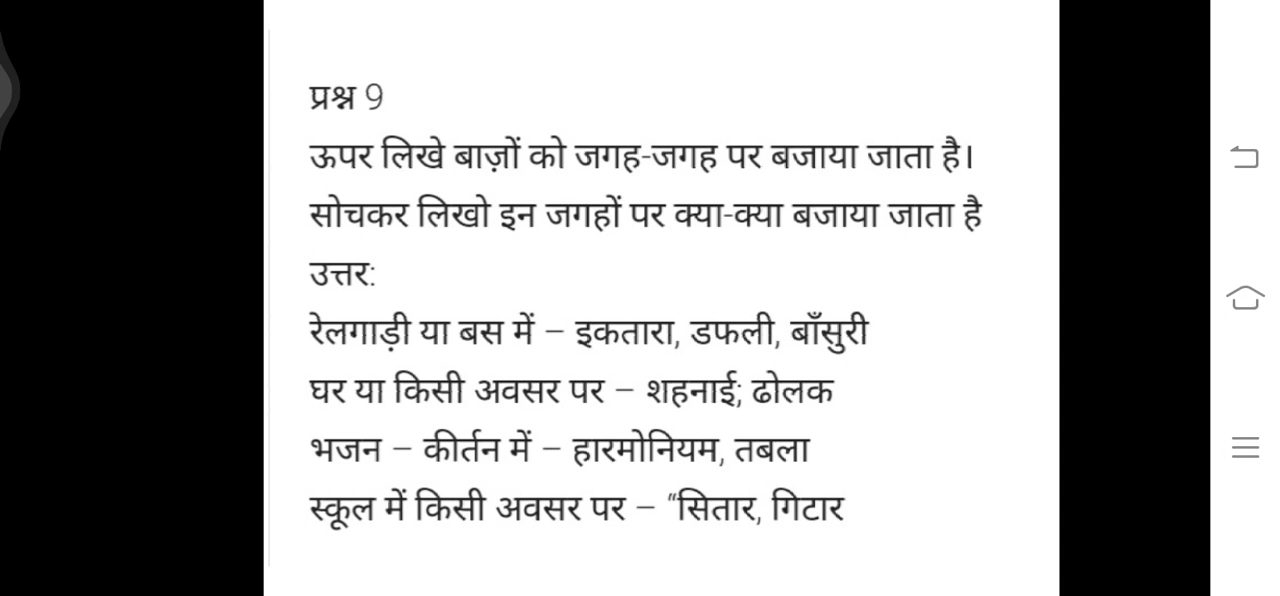 प्रश्न 9
ऊपर लिखे बाज़ों को जगह-जगह पर बजाया जाता है।
सोचकर लिखो इन जगहों पर क्या-क्या बजाया जाता है
उत्तर:
रेलगाड़ी या बस में – इकतारा, डफली, बाँसुरी
घर या किसी अवसर पर – शहनाई; ढोलक
भजन – कीर्तन में – हारमोनियम, तबला
स्कूल में किसी अवसर पर – “सितार, गिटार